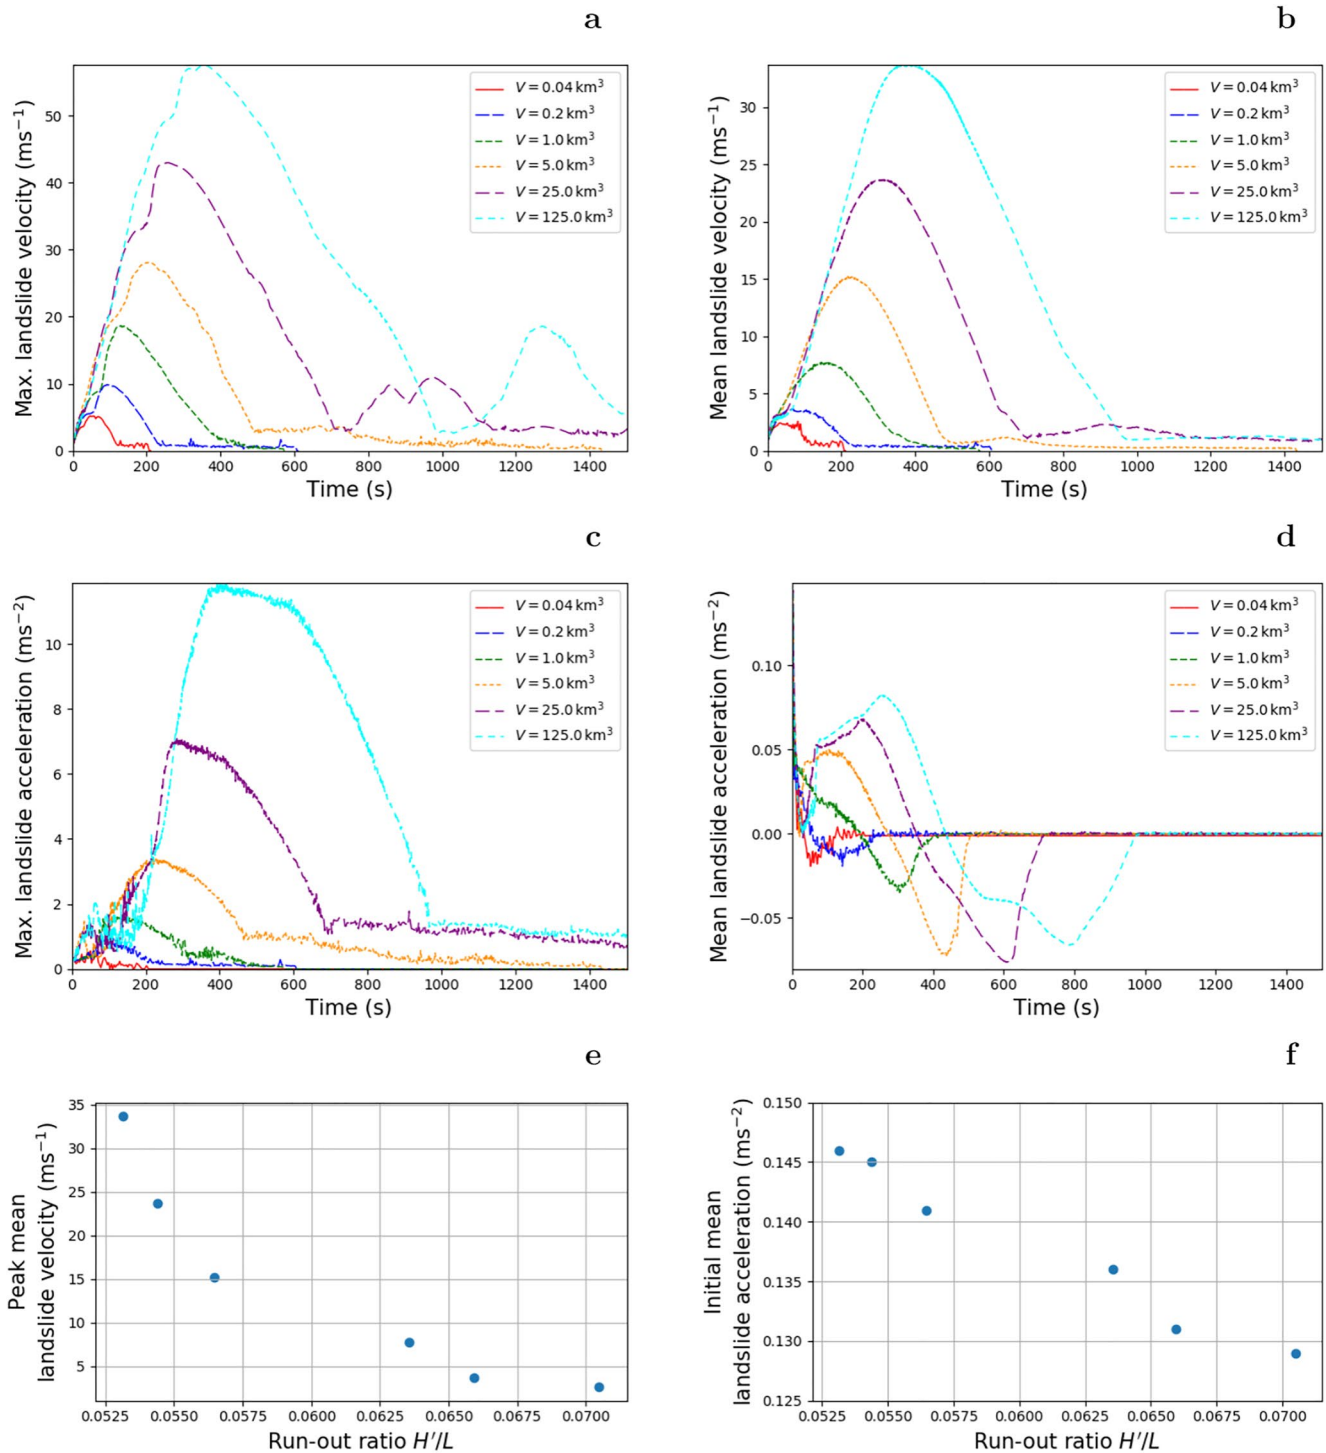 a
b
Max. landslide velocity (ms⁻¹)
50
40
30
20
10
0
0 200 400 600 800 1000 1200 1400
Time (s)
V = 0.04 km³
V = 0.2 km³
V = 1.0 km³
V = 5.0 km³
V = 25.0 km³
V = 125.0 km³
Mean landslide velocity (ms⁻¹)
30
25
20
15
10
5
0
0 200 400 600 800 1000 1200 1400
Time (s)
V = 0.04 km³
V = 0.2 km³
V = 1.0 km³
V = 5.0 km³
V = 25.0 km³
V = 125.0 km³
c
d
Max. landslide acceleration (ms⁻²)
10
8
6
4
2
0
0 200 400 600 800 1000 1200 1400
Time (s)
V = 0.04 km³
V = 0.2 km³
V = 1.0 km³
V = 5.0 km³
V = 25.0 km³
V = 125.0 km³
Mean landslide acceleration (ms⁻²)
0.10
0.05
0.00
−0.05
0 200 400 600 800 1000 1200 1400
Time (s)
V = 0.04 km³
V = 0.2 km³
V = 1.0 km³
V = 5.0 km³
V = 25.0 km³
V = 125.0 km³
e
f
Peak mean
landslide velocity (ms⁻¹)
35
30
25
20
15
10
5
0.0525 0.0550 0.0575 0.0600 0.0625 0.0650 0.0675 0.0700
Run-out ratio H′/L
Initial mean
landslide acceleration (ms⁻²)
0.150
0.145
0.140
0.135
0.130
0.125
0.0525 0.0550 0.0575 0.0600 0.0625 0.0650 0.0675 0.0700
Run-out ratio H′/L